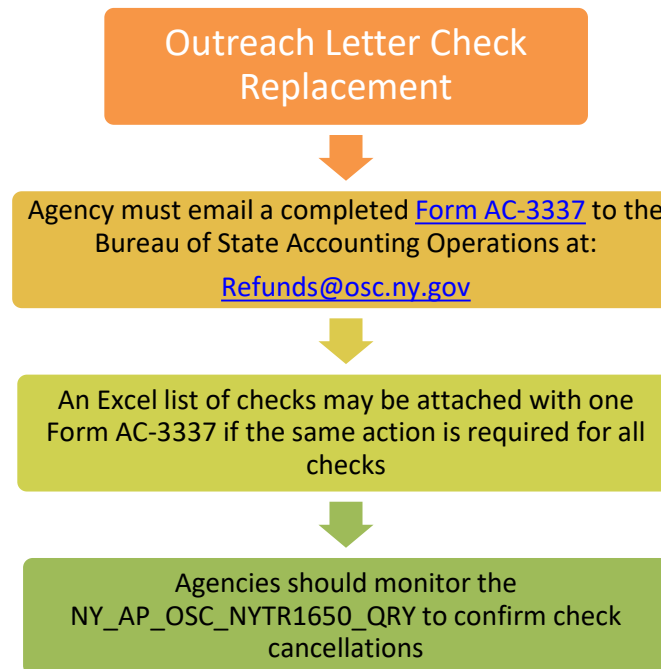 Outreach Letter Check
Replacement
Agency must email a completed Form AC-3337 to the
Bureau of State Accounting Operations at:
Refunds@osc.ny.gov
An Excel list of checks may be attached with one
Form AC-3337 if the same action is required for all
checks
Agencies should monitor the
NY_AP_OSC_NYTR1650_QRY to confirm check
cancellations